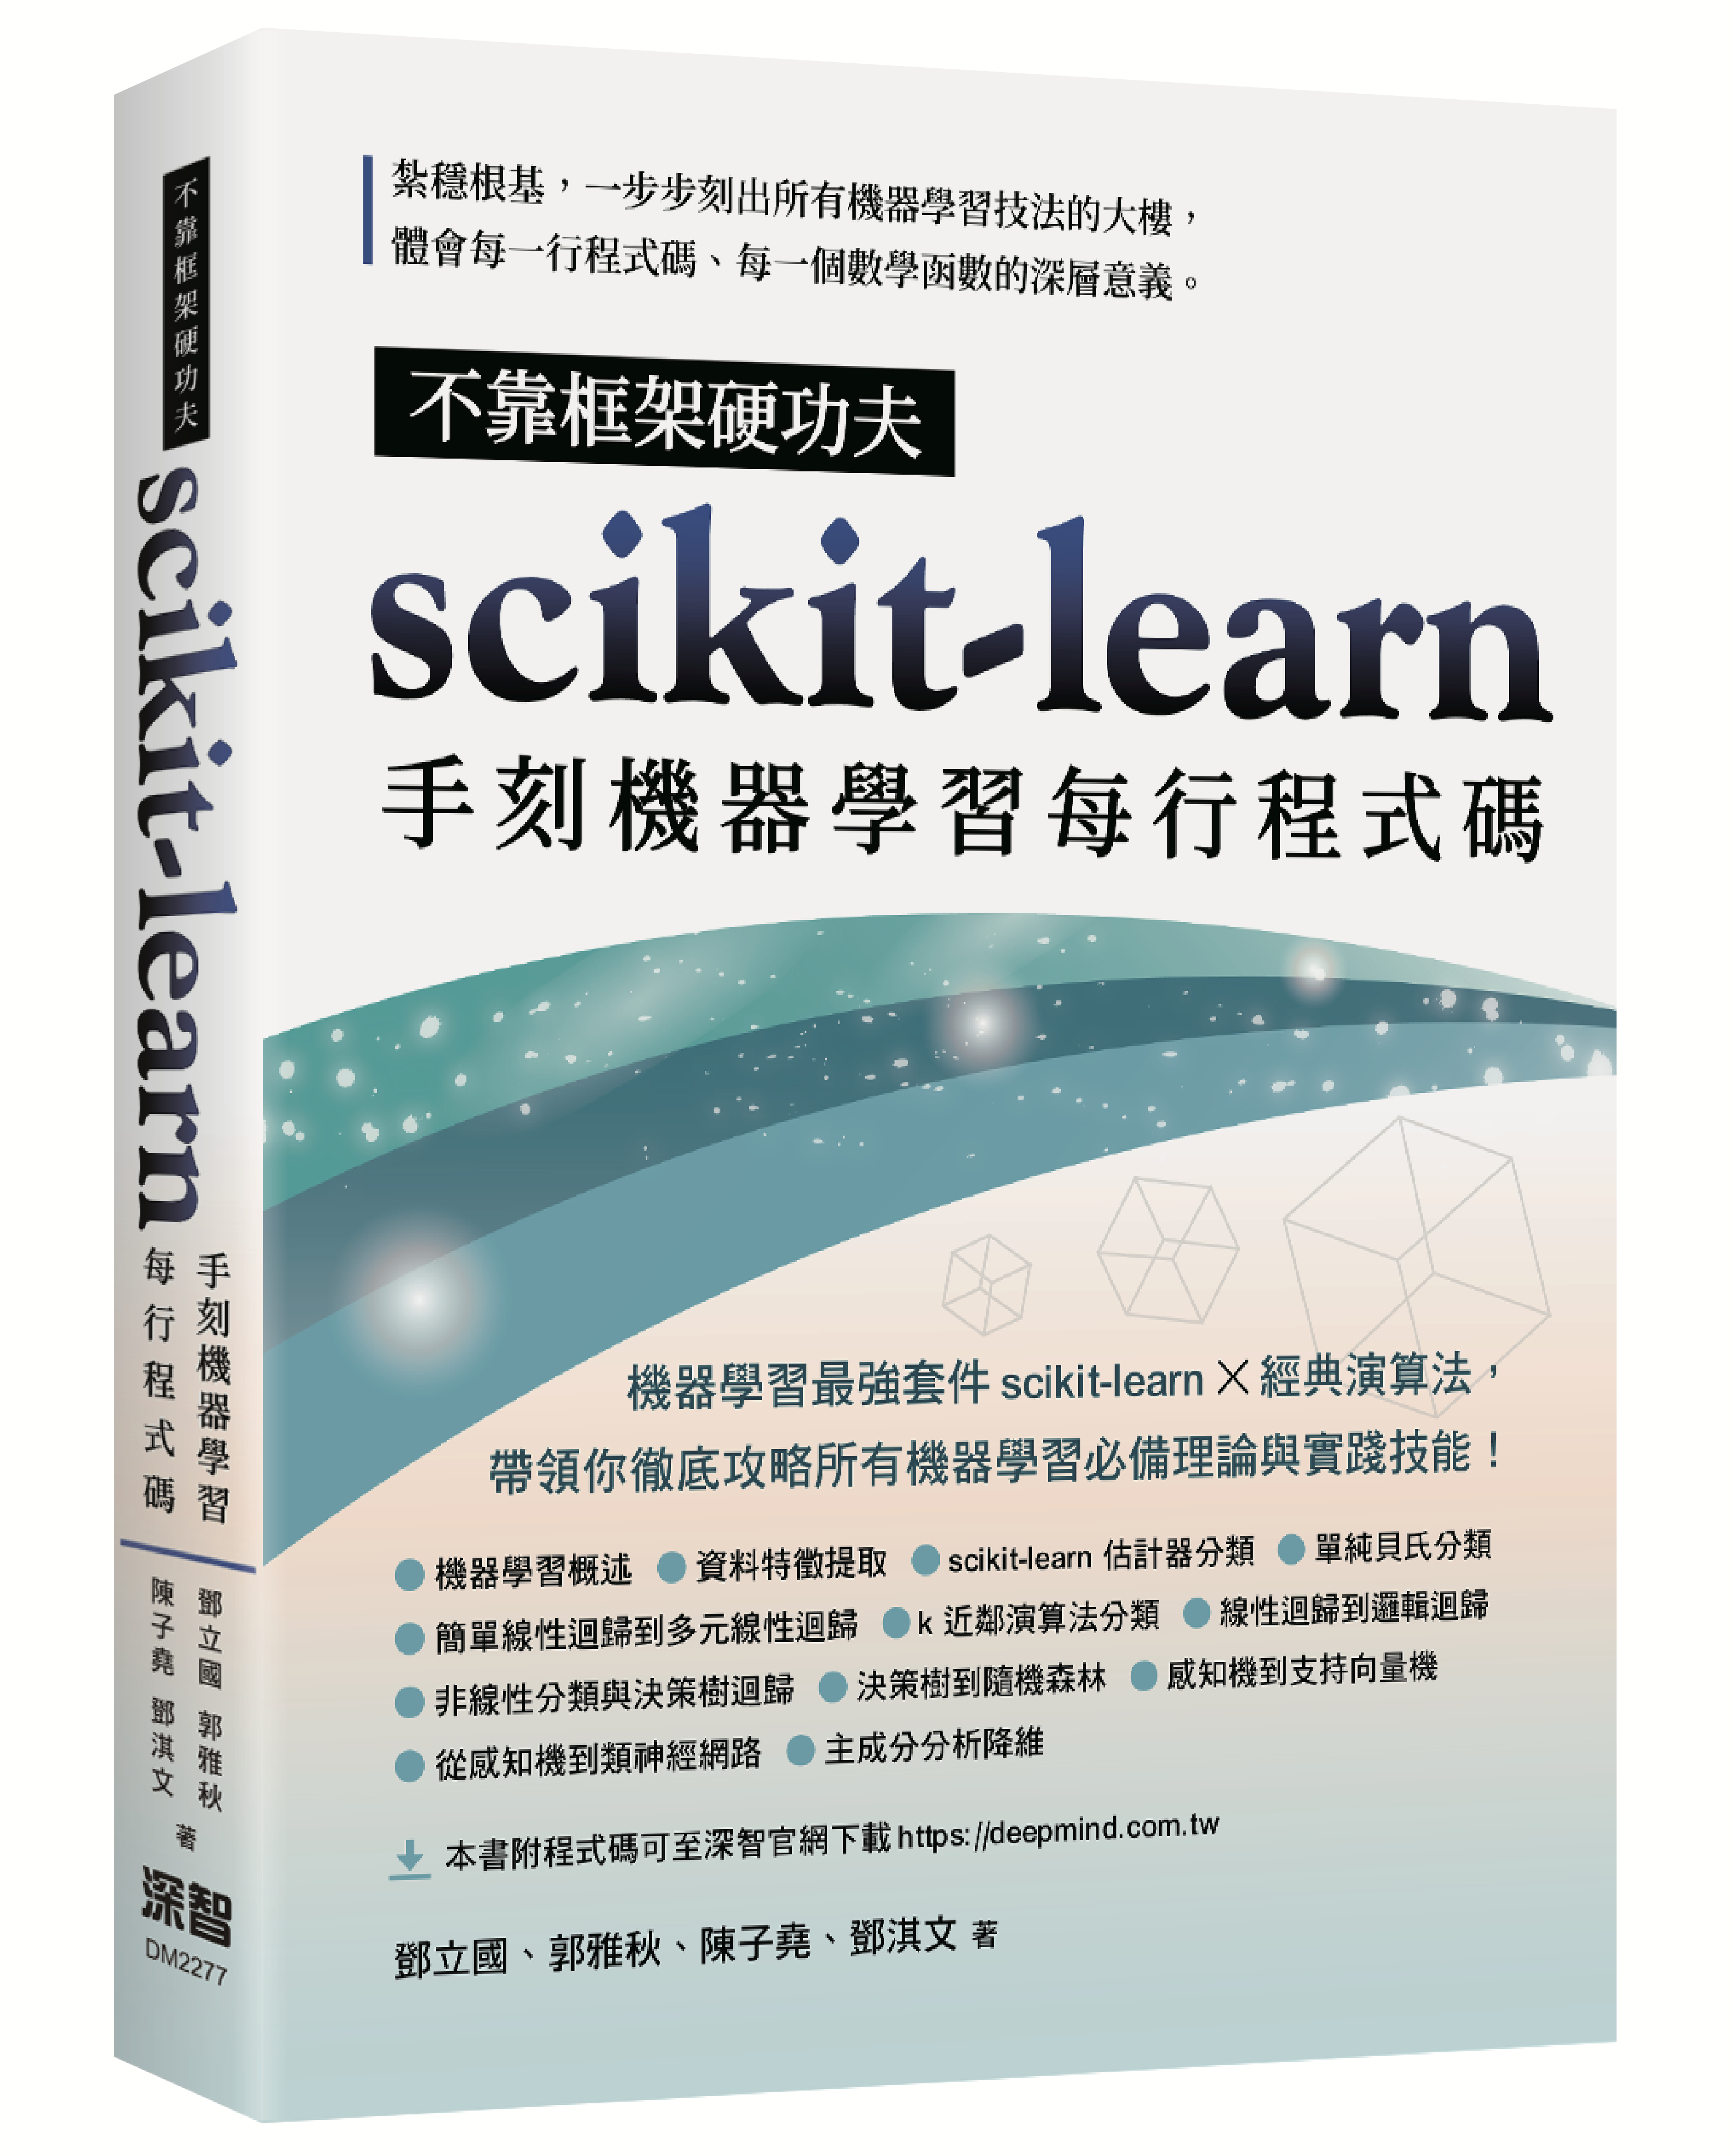 紮穩根基，一步步刻出所有機器學習技法的大樓，
體會每一行程式碼、每一個數學函數的深層意義。
不靠框架硬功夫
scikit-learn
手刻機器學習每行程式碼
機器學習最強套件 scikit-learn ╳ 經典演算法，
帶領你徹底攻略所有機器學習必備理論與實踐技能！
● 機器學習概述 ● 資料特徵提取 ● scikit-learn 估計器分類 ● 單純貝氏分類
● 簡單線性迴歸到多元線性迴歸 ● k 近鄰演算法分類 ● 線性迴歸到邏輯迴歸
● 非線性分類與決策樹迴歸 ● 決策樹到隨機森林 ● 感知機到支持向量機
● 從感知機到類神經網路 ● 主成分分析降維
本書附程式碼可至深智官網下載 https://deepmind.com.tw
鄧立國、郭雅秋、陳子堯、鄧淇文 著
不靠框架硬功夫
scikit-learn
手刻機器學習
每行程式碼
鄧立國 郭雅秋
陳子堯 鄧淇文
著
深智
DM2277